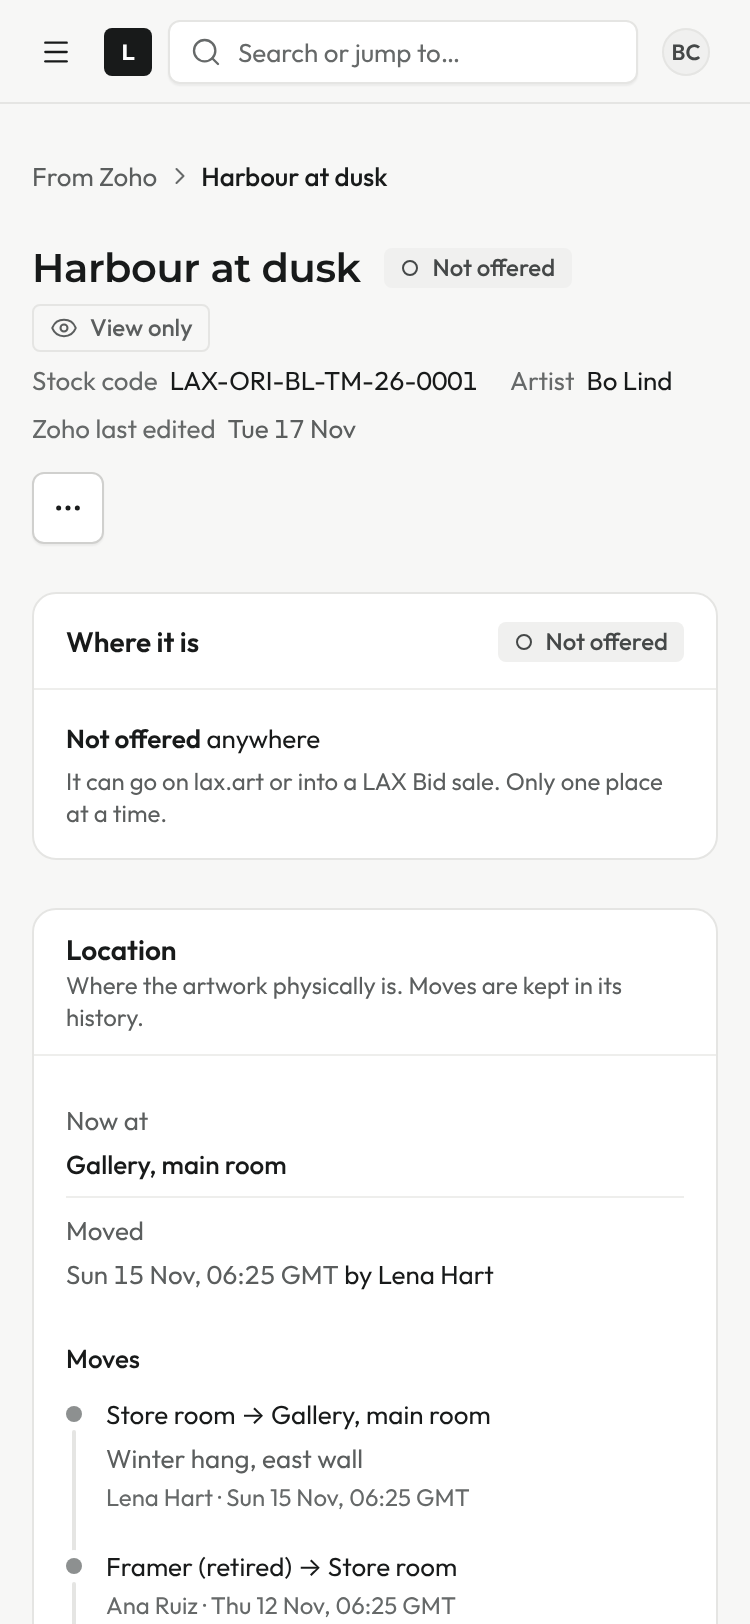 L
Search or jump to...
BC
From Zoho > Harbour at dusk
Harbour at dusk
Not offered
View only
Stock code LAX-ORI-BL-TM-26-0001 Artist Bo Lind
Zoho last edited Tue 17 Nov
Where it is
Not offered
Not offered anywhere
It can go on lax.art or into a LAX Bid sale. Only one place
at a time.
Location
Where the artwork physically is. Moves are kept in its
history.
Now at
Gallery, main room
Moved
Sun 15 Nov, 06:25 GMT by Lena Hart
Moves
Store room → Gallery, main room
Winter hang, east wall
Lena Hart · Sun 15 Nov, 06:25 GMT
Framer (retired) → Store room
Ana Ruiz · Thu 12 Nov, 06:25 GMT